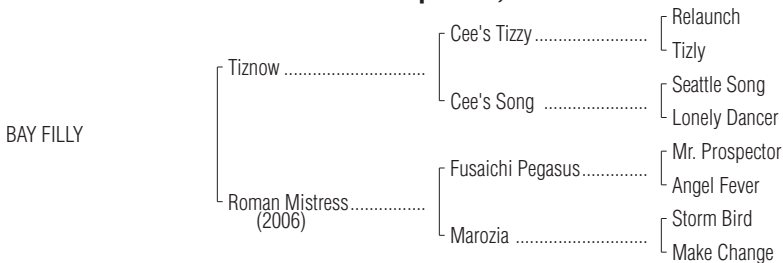 Relaunch
Cee's Tizzy
Tizly
Tiznow
Seattle Song
Cee's Song
Lonely Dancer
BAY FILLY
Mr. Prospector
Fusaichi Pegasus
Angel Fever
Roman Mistress
(2006)
Storm Bird
Marozia
Make Change